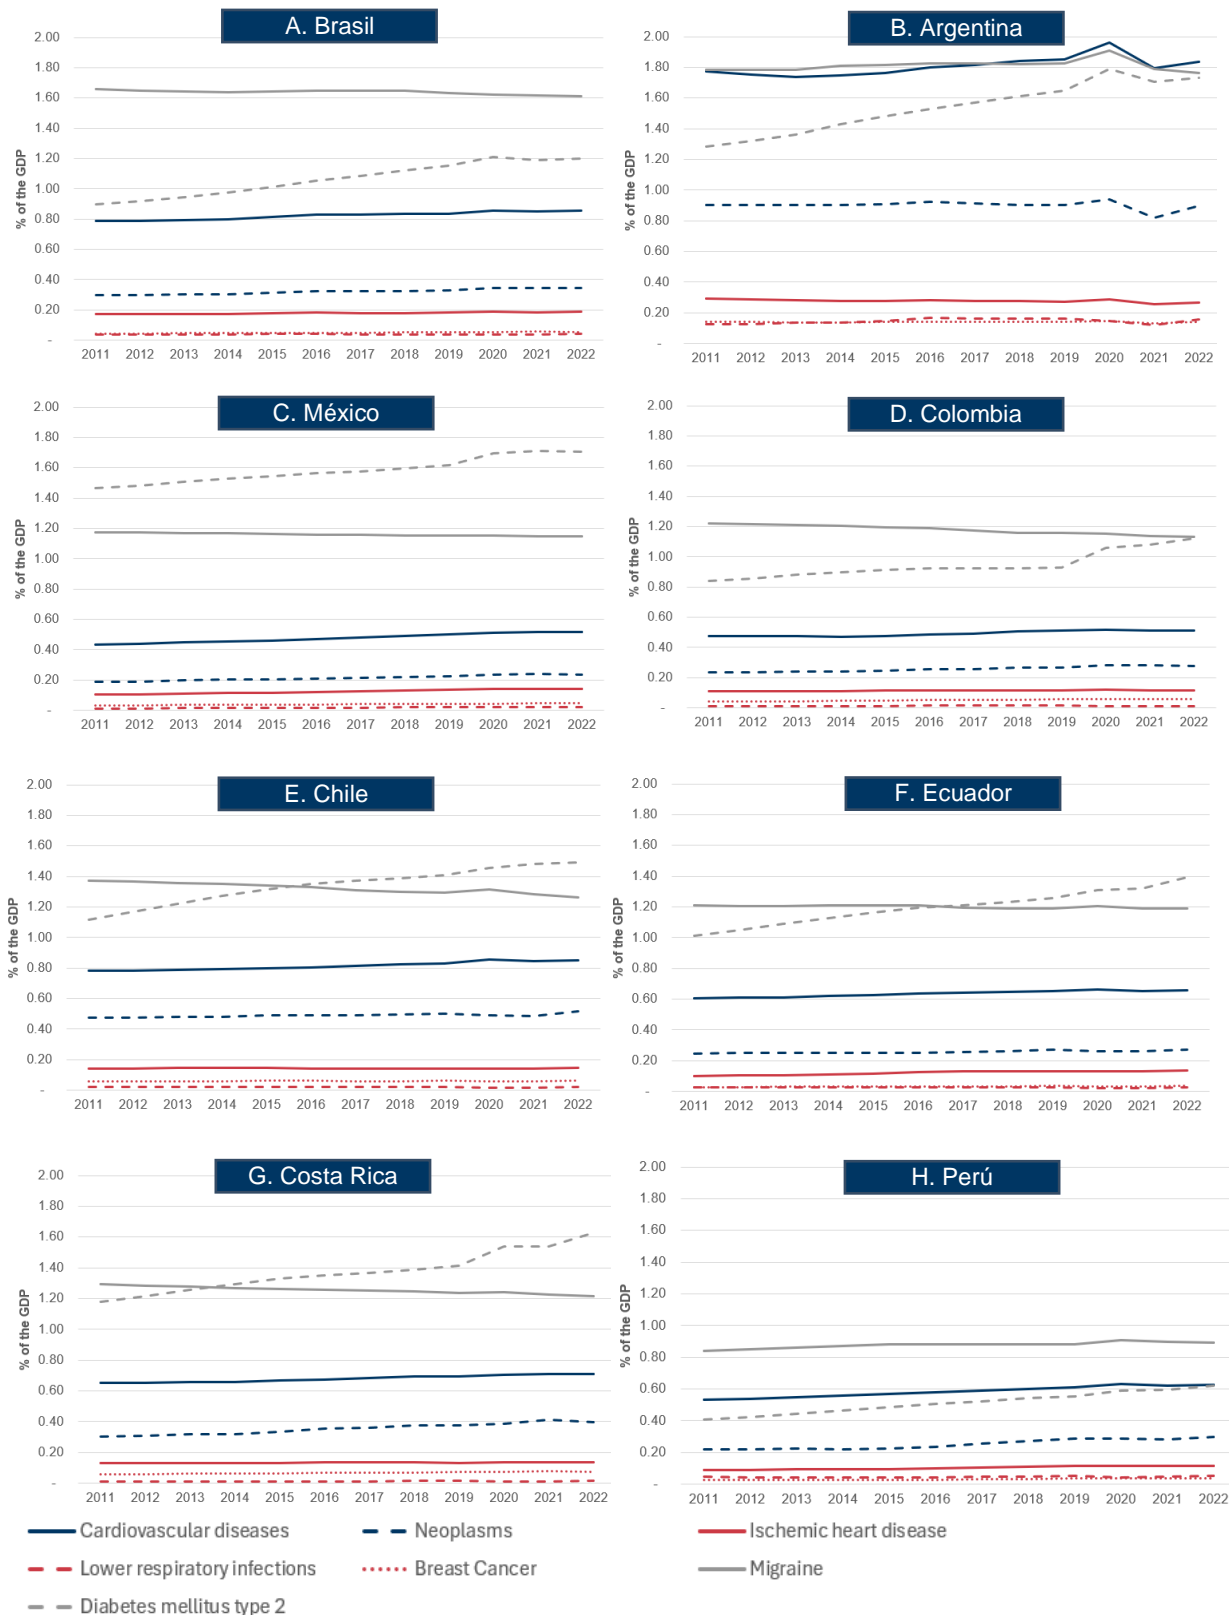 A. Brasil
% of the GDP
2.00
1.80
1.60
1.40
1.20
1.00
0.80
0.60
0.40
0.20
-
2011 2012 2013 2014 2015 2016 2017 2018 2019 2020 2021 2022
B. Argentina
% of the GDP
2.00
1.80
1.60
1.40
1.20
1.00
0.80
0.60
0.40
0.20
-
2011 2012 2013 2014 2015 2016 2017 2018 2019 2020 2021 2022
C. México
% of the GDP
2.00
1.80
1.60
1.40
1.20
1.00
0.80
0.60
0.40
0.20
-
2011 2012 2013 2014 2015 2016 2017 2018 2019 2020 2021 2022
D. Colombia
% of the GDP
2.00
1.80
1.60
1.40
1.20
1.00
0.80
0.60
0.40
0.20
-
2011 2012 2013 2014 2015 2016 2017 2018 2019 2020 2021 2022
E. Chile
% of the GDP
2.00
1.80
1.60
1.40
1.20
1.00
0.80
0.60
0.40
0.20
-
2011 2012 2013 2014 2015 2016 2017 2018 2019 2020 2021 2022
F. Ecuador
% of the GDP
2.00
1.80
1.60
1.40
1.20
1.00
0.80
0.60
0.40
0.20
-
2011 2012 2013 2014 2015 2016 2017 2018 2019 2020 2021 2022
G. Costa Rica
% of the GDP
2.00
1.80
1.60
1.40
1.20
1.00
0.80
0.60
0.40
0.20
-
2011 2012 2013 2014 2015 2016 2017 2018 2019 2020 2021 2022
H. Perú
% of the GDP
2.00
1.80
1.60
1.40
1.20
1.00
0.80
0.60
0.40
0.20
-
2011 2012 2013 2014 2015 2016 2017 2018 2019 2020 2021 2022
Cardiovascular diseases
Neoplasms
Ischemic heart disease
Lower respiratory infections
Breast Cancer
Migraine
Diabetes mellitus type 2